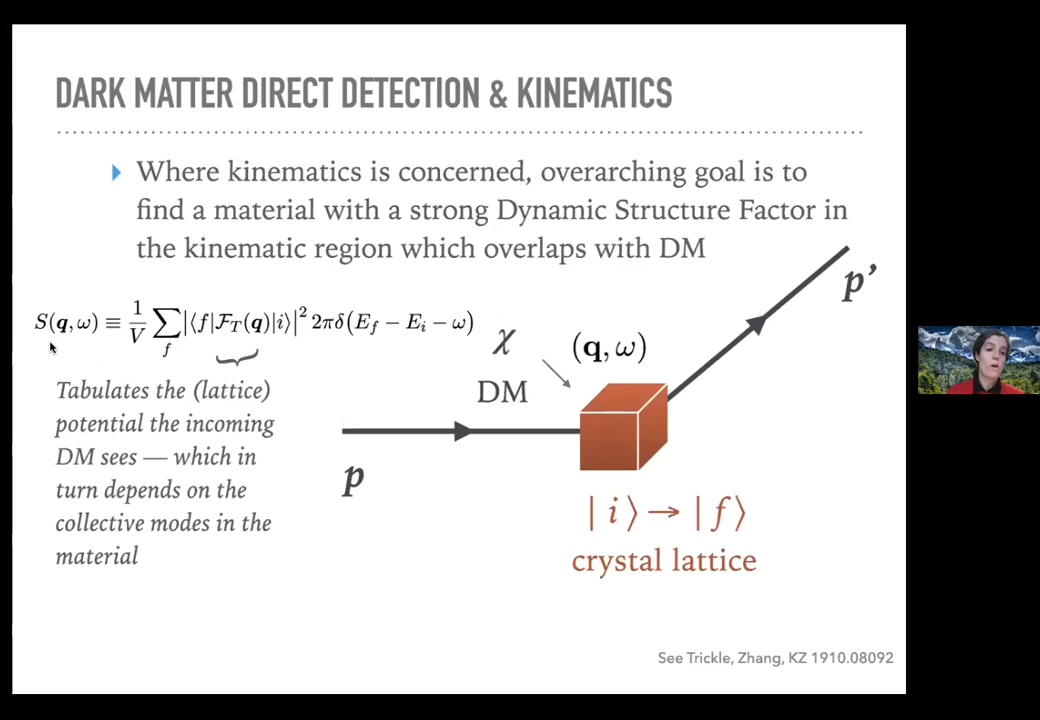 DARK MATTER DIRECT DETECTION & KINEMATICS
Where kinematics is concerned, overarching goal is to
find a material with a strong Dynamic Structure Factor in
the kinematic region which overlaps with DM
p'
S(q, ω) ≡ 1/V ∑_f |⟨f|F_T(q)|i⟩|² 2πδ(E_f − E_i − ω)
χ
(q, ω)
DM
Tabulates the (lattice)
potential the incoming
DM sees — which in
turn depends on the
collective modes in the
material
p
| i ⟩ → | f ⟩
crystal lattice
See Trickle, Zhang, KZ 1910.08092